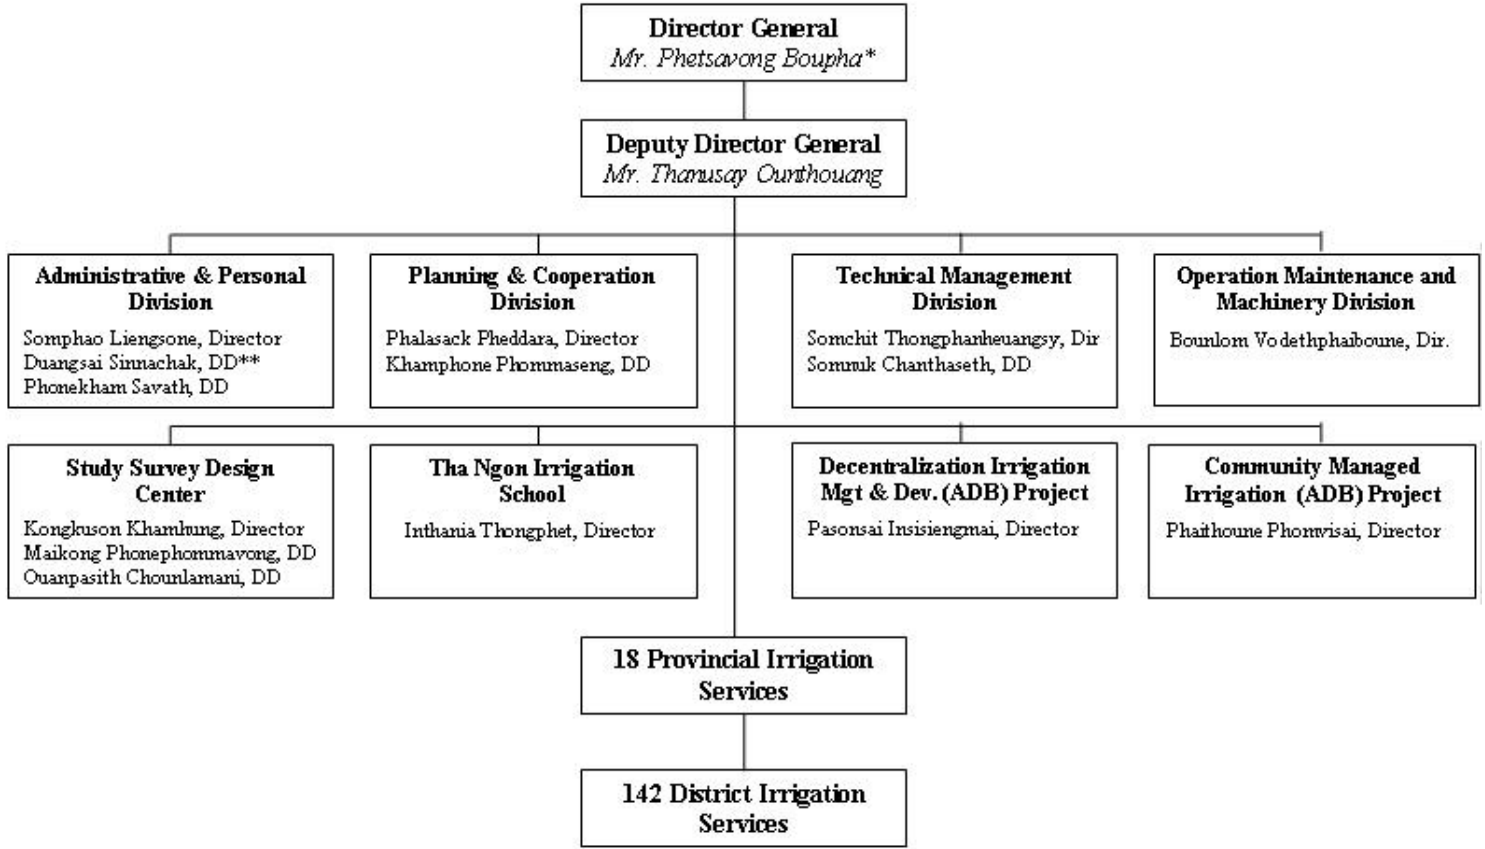 Director General
Mr. Phetsavong Boupha*
Deputy Director General
Mr. Thanusay Ounthouang
Administrative & Personal
Division
Somphao Liengsone, Director
Duangsai Sinnachak, DD**
Phonekham Savath, DD
Planning & Cooperation
Division
Phalasack Pheddara, Director
Khamphone Phommaseng, DD
Technical Management
Division
Somchit Thongphanheuangsy, Dir
Somnuk Chanthaseth, DD
Operation Maintenance and
Machinery Division
Bounlom Vodethphaiboune, Dir.
Study Survey Design
Center
Kongkuson Khamhung, Director
Maikong Phonephommavong, DD
Ouanpasith Chounlamani, DD
Tha Ngon Irrigation
School
Inthania Thongphet, Director
Decentralization Irrigation
Mgt & Dev. (ADB) Project
Pasonsai Insisiengmai, Director
Community Managed
Irrigation (ADB) Project
Phaithoune Phomvisai, Director
18 Provincial Irrigation
Services
142 District Irrigation
Services